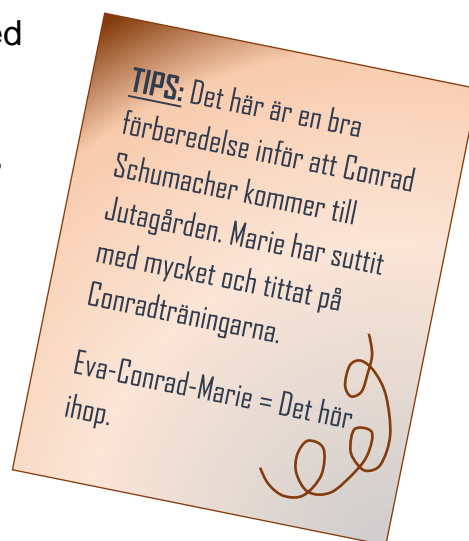 ed
TIPS: Det här är en bra
förberedelse inför att Conrad
Schumacher kommer till
Jutagården. Marie har suttit
med mycket och tittat på
Conradträningarna.
Eva-Conrad-Marie = Det hör
ihop.